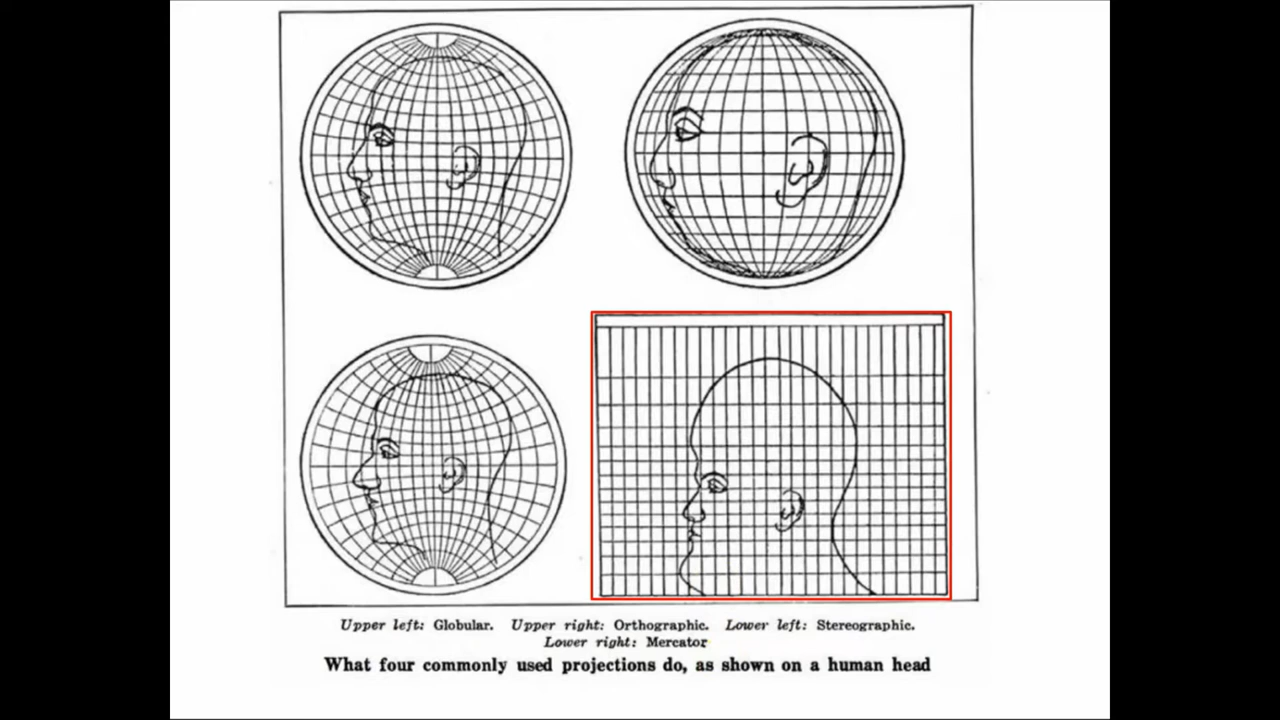 Upper left: Globular. Upper right: Orthographic. Lower left: Stereographic.
Lower right: Mercator
What four commonly used projections do, as shown on a human head